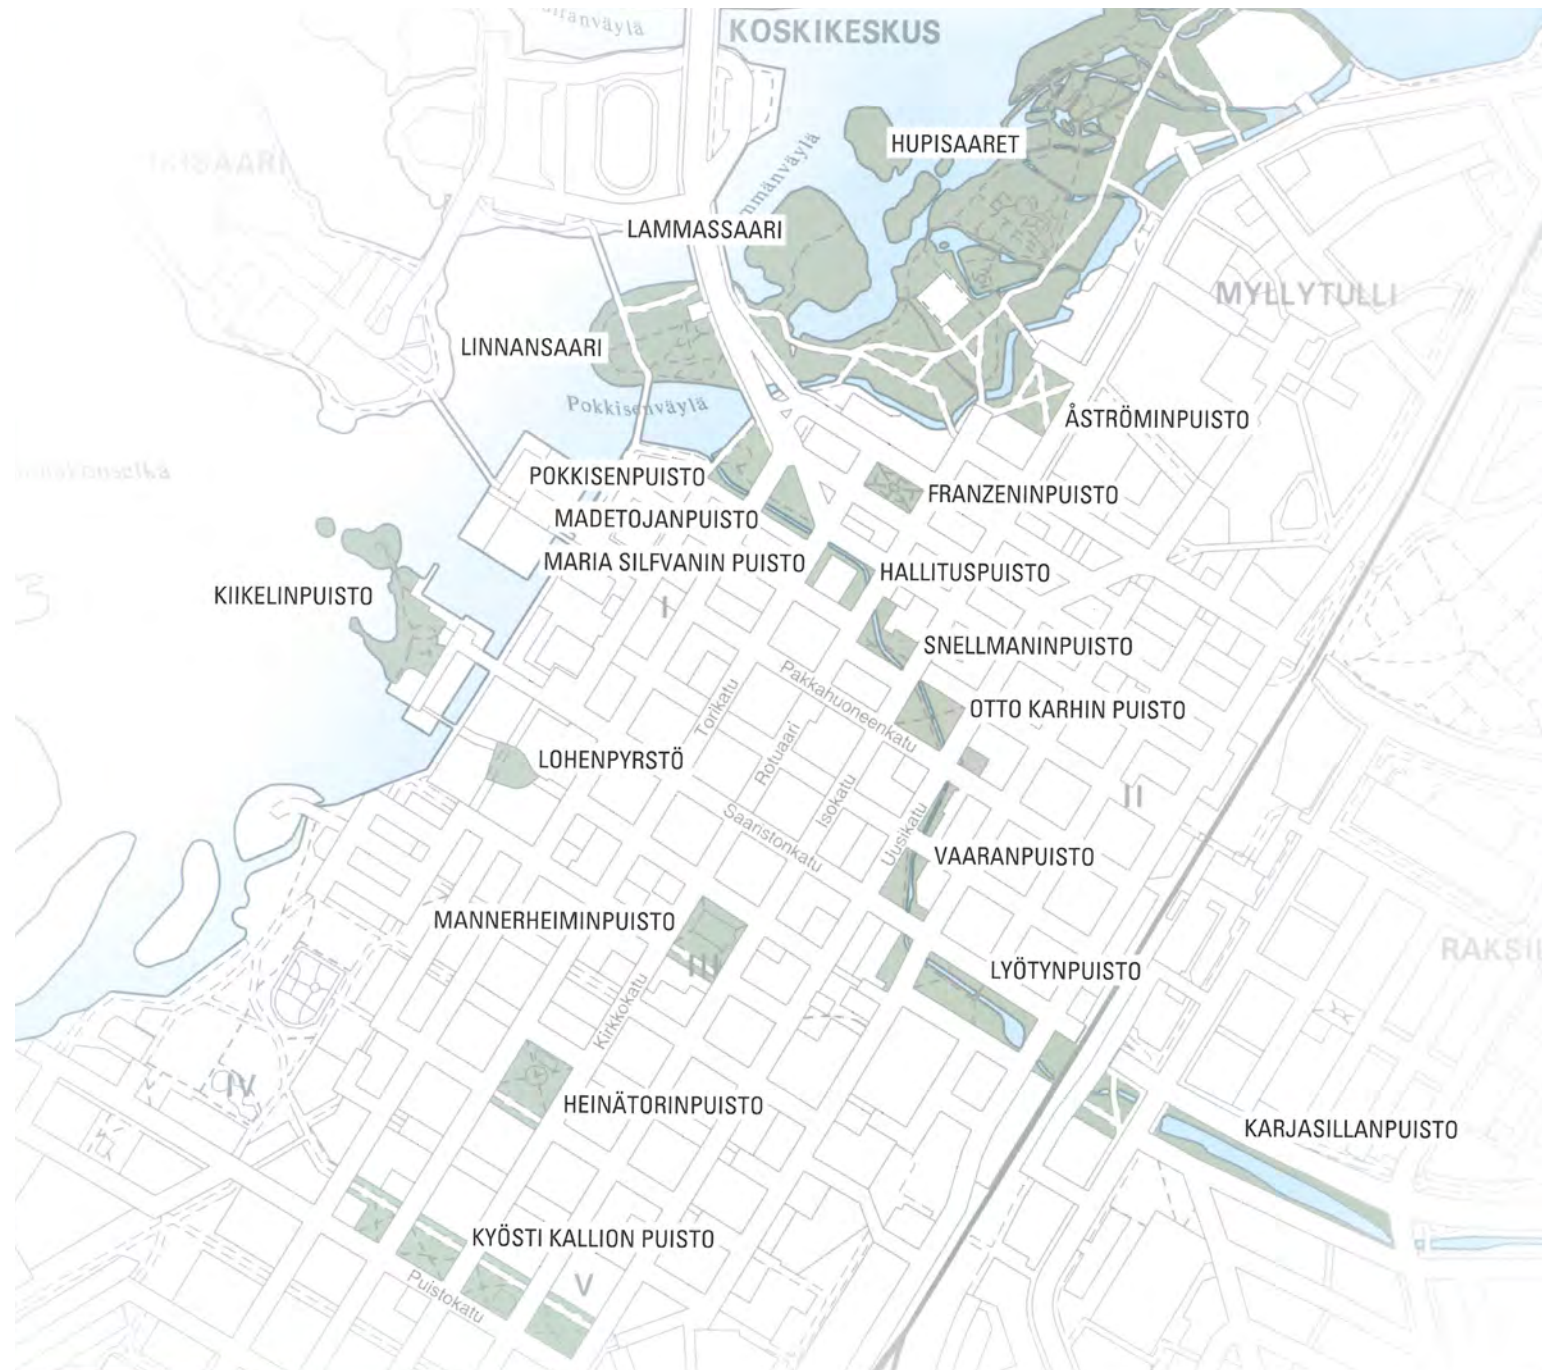 KOSKIKESKUS
HUPISAARET
LAMMASSAARI
MYLLYTULLI
LINNANSAARI
Pokkisenväylä
ÅSTRÖMINPUISTO
POKKISENPUISTO
FRANZENINPUISTO
MADETOJANPUISTO
MARIA SILFVANIN PUISTO
HALLITUSPUISTO
KIIKELINPUISTO
I
SNELLMANINPUISTO
Pakkahuoneenkatu
Torikatu
OTTO KARHIN PUISTO
Rotuaari
LOHENPYRSTÖ
Isokatu
II
Saaristonkatu
Uusikatu
VAARANPUISTO
MANNERHEIMINPUISTO
III
LYÖTYNPUISTO
Kirkkokatu
IV
HEINÄTORINPUISTO
KARJASILLANPUISTO
KYÖSTI KALLION PUISTO
V
Puistokatu